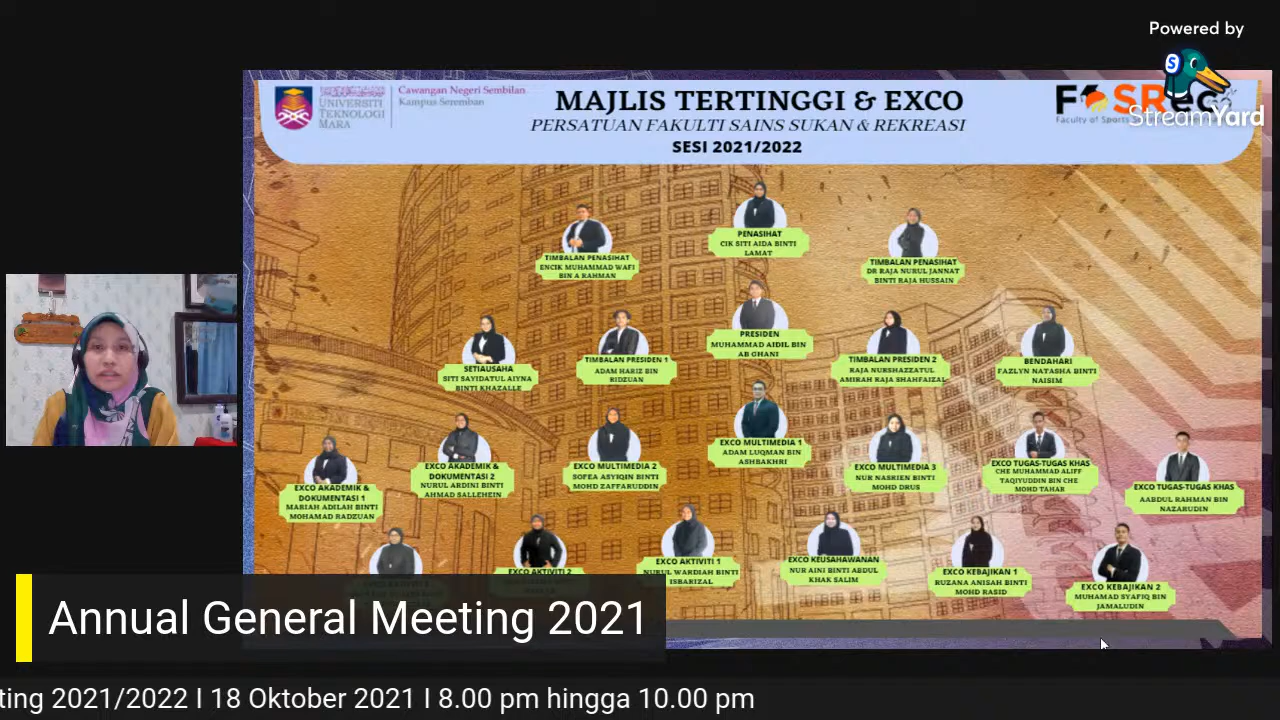 Powered by
StreamYard
UNIVERSITI
TEKNOLOGI
MARA
Cawangan Negeri Sembilan
Kampus Seremban
MAJLIS TERTINGGI & EXCO
PERSATUAN FAKULTI SAINS SUKAN & REKREASI
SESI 2021/2022
Faculty of Sports
PENASIHAT
CIK SITI AIDA BINTI
LAMAT
TIMBALAN PENASIHAT
ENCIK MUHAMMAD WAFI
BIN A RAHMAN
TIMBALAN PENASIHAT
DR RAJA NURUL JANNAT
BINTI RAJA HUSSAIN
PRESIDEN
MUHAMMAD AIDIL BIN
AB GHANI
SETIAUSAHA
SITI SAYIDATUL AIYNA
BINTI KHAZALLE
TIMBALAN PRESIDEN 1
ADAM HARIZ BIN
RIDZUAN
TIMBALAN PRESIDEN 2
RAJA NURSHAZZATUL
AMIRAH RAJA SHAHFAIZAL
BENDAHARI
FAZLYN NATASHA BINTI
NAISIM
EXCO AKADEMIK &
DOKUMENTASI 1
MARIAH ADILAH BINTI
MOHAMAD RADZUAN
EXCO AKADEMIK &
DOKUMENTASI 2
NURUL ARDINI BINTI
AHMAD SALLEHEIN
EXCO MULTIMEDIA 2
SOFEA ASYIQIN BINTI
MOHD ZAFFARUDDIN
EXCO MULTIMEDIA 1
ADAM LUQMAN BIN
ASHBAKHRI
EXCO MULTIMEDIA 3
NUR NASRIEN BINTI
MOHD DRUS
EXCO TUGAS-TUGAS KHAS
CHE MUHAMMAD ALIFF
TAQIYUDDIN BIN CHE
MOHD TAHAR
EXCO TUGAS-TUGAS KHAS
AABDUL RAHMAN BIN
NAZARUDIN
EXCO AKTIVITI 2
EXCO AKTIVITI 1
NURUL WARDIAH BINTI
ISBARIZAL
EXCO KEUSAHAWANAN
NUR AINI BINTI ABDUL
KHAK SALIM
EXCO KEBAJIKAN 1
RUZANA ANISAH BINTI
MOHD RASID
EXCO KEBAJIKAN 2
MUHAMAD SYAFIQ BIN
JAMALUDIN
Annual General Meeting 2021
ting 2021/2022 I 18 Oktober 2021 I 8.00 pm hingga 10.00 pm